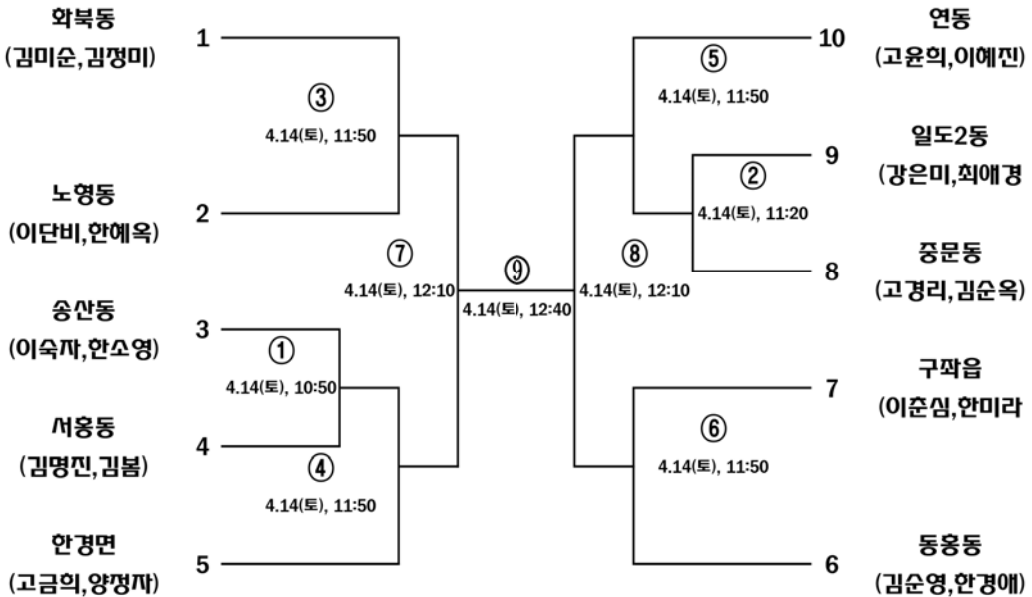 화북동
(김미순,김정미)
1
③
4.14(토), 11:50
노형동
(이단비,한혜옥)
2
⑦
4.14(토), 12:10
송산동
(이숙자,한소영)
3
①
4.14(토), 10:50
서홍동
(김명진,김봄)
4
④
4.14(토), 11:50
한경면
(고금희,양정자)
5
⑨
4.14(토), 12:40
연동
(고윤희,이혜진)
10
⑤
4.14(토), 11:50
일도2동
(강은미,최애경
9
②
4.14(토), 11:20
중문동
(고경리,김순옥)
8
⑧
4.14(토), 12:10
구좌읍
(이춘심,한미라
7
⑥
4.14(토), 11:50
동홍동
(김순영,한경애)
6